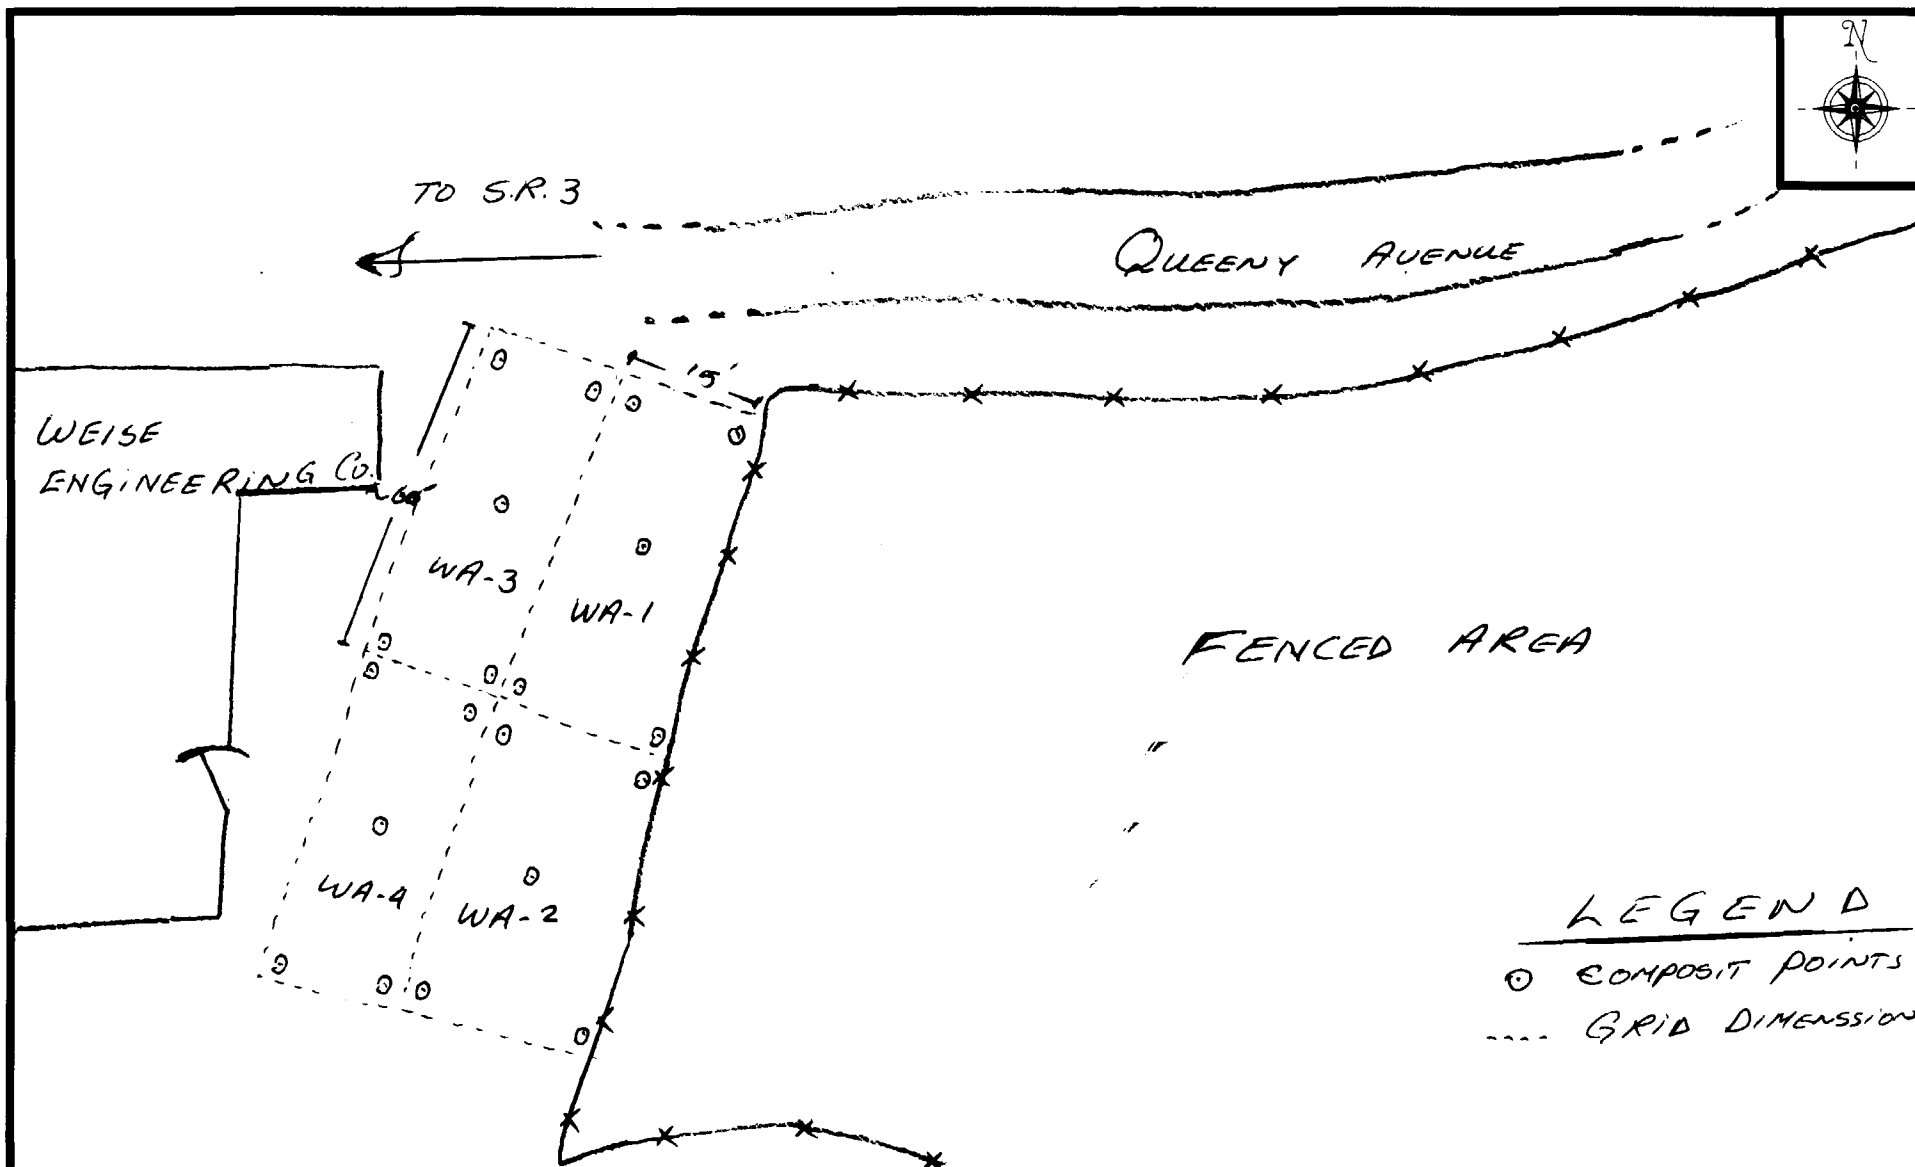 N
TO S.R. 3
QUEENY AVENUE
15'
WEISE
ENGINEERING Co.
WA-3
WA-1
FENCED AREA
WA-4
WA-2
LEGEND
COMPOSIT POINTS
GRID DIMENSSION